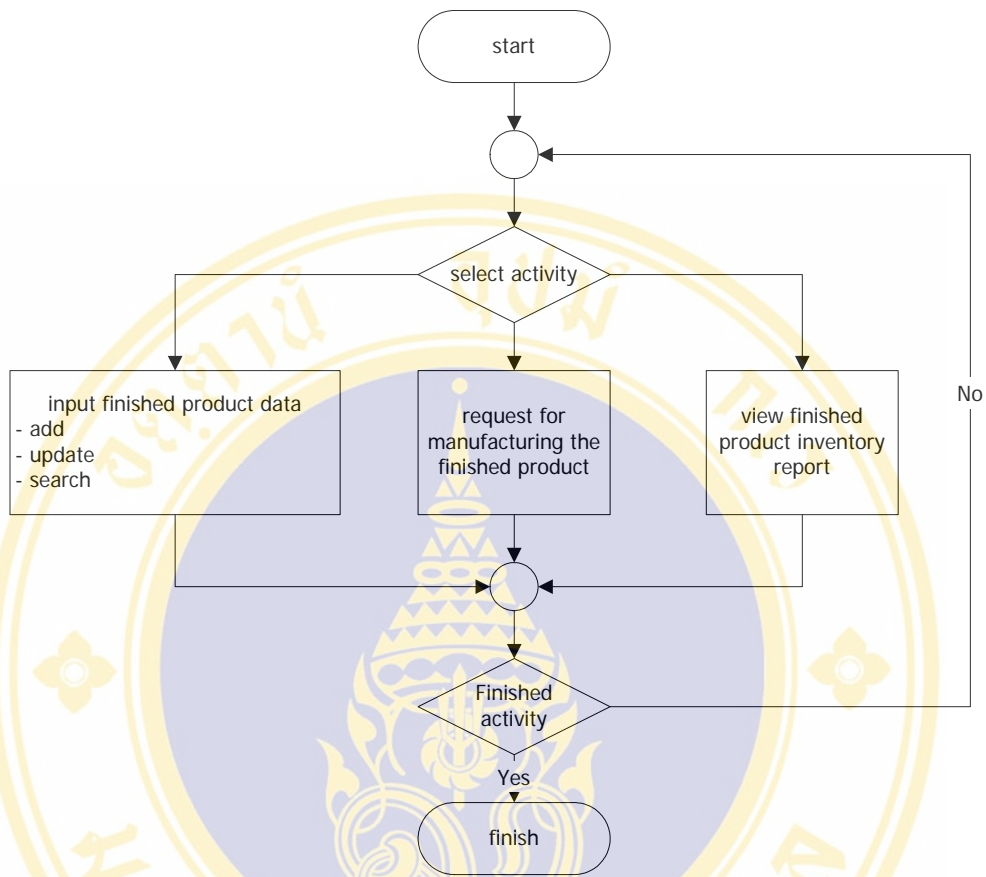 start
select activity
input finished product data
- add
- update
- search
request for
manufacturing the
finished product
view finished
product inventory
report
No
Finished
activity
Yes
finish